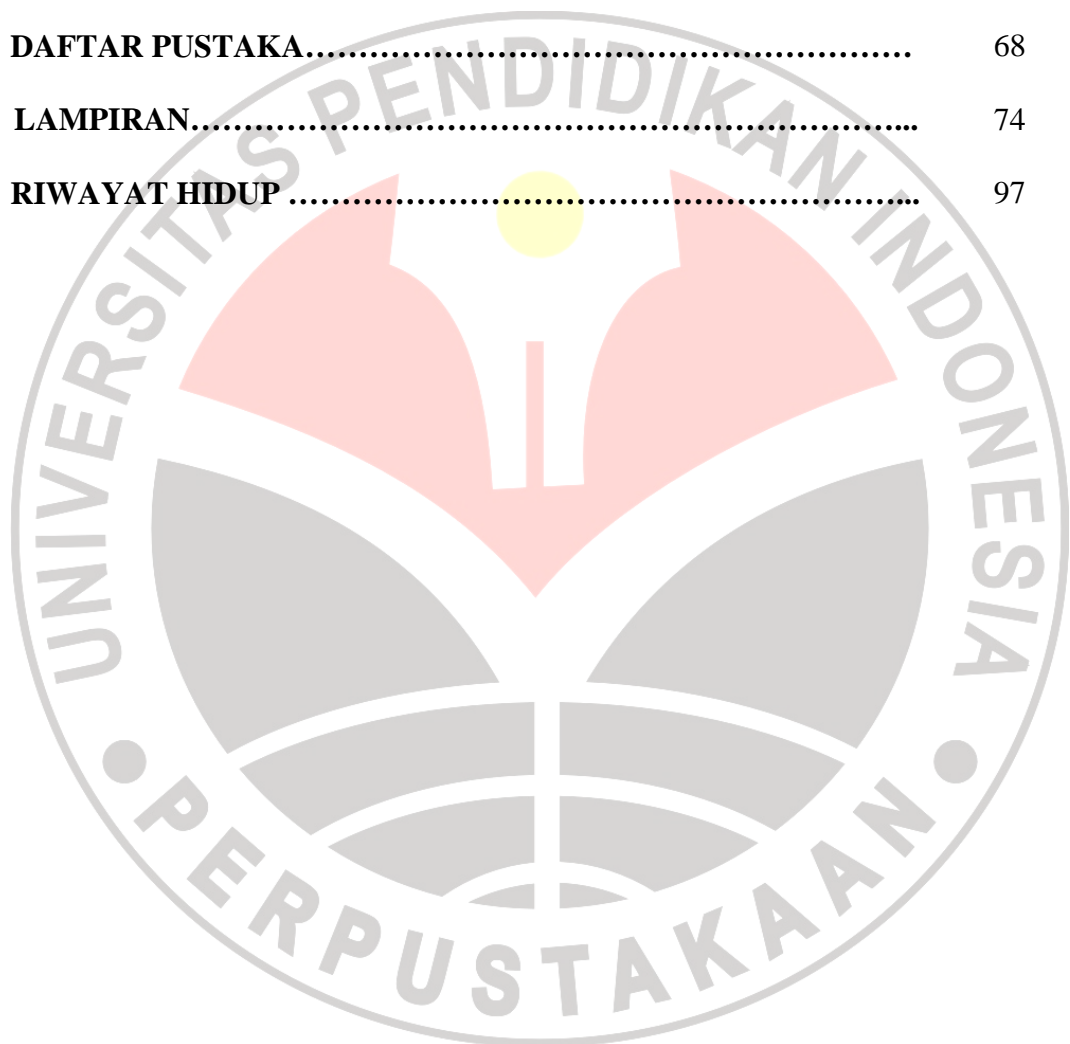 DAFTAR PUSTAKA………………………………………………… 68
LAMPIRAN…………………………………………………………... 74
RIWAYAT HIDUP …………………………………………………... 97
UNIVERSITAS PENDIDIKAN INDONESIA
PERPUSTAKAAN